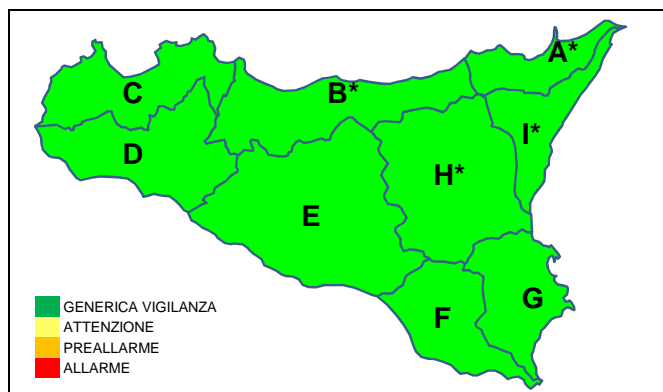 A*
C
B*
I*
D
H*
E
G
F
GENERICA VIGILANZA
ATTENZIONE
PREALLARME
ALLARME